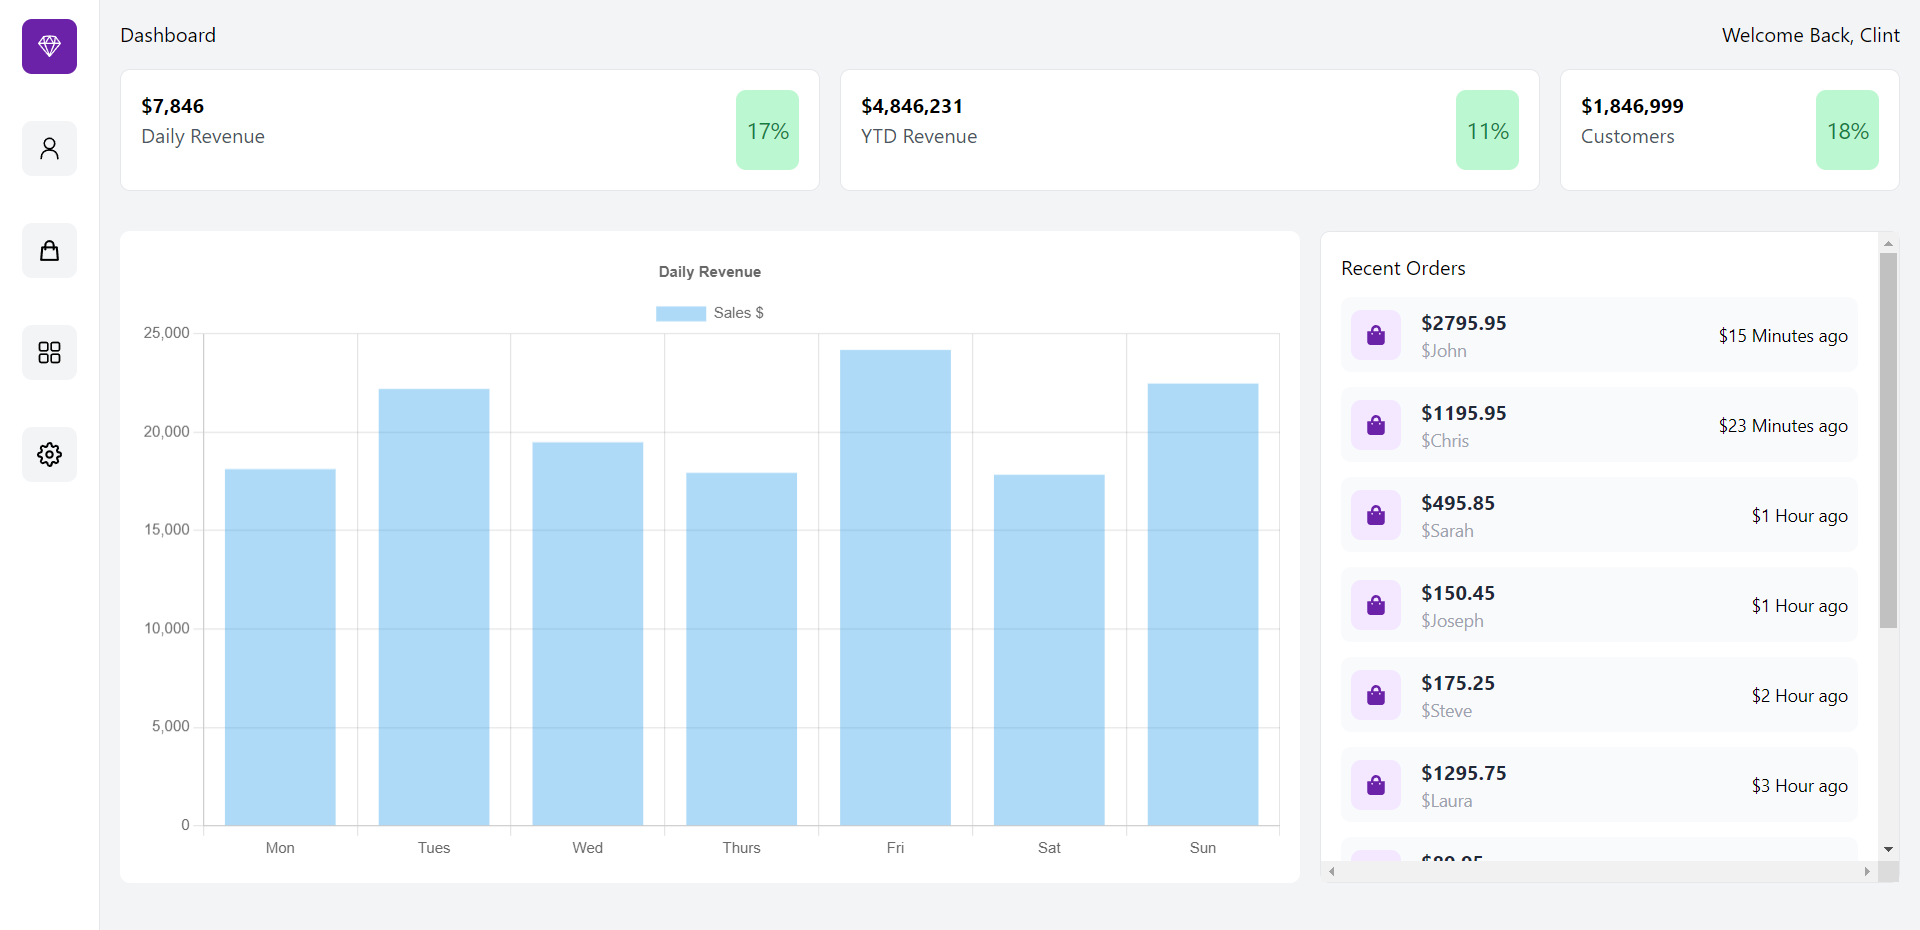 Dashboard
Welcome Back, Clint
$7,846
Daily Revenue
17%
$4,846,231
YTD Revenue
11%
$1,846,999
Customers
18%
Daily Revenue
Sales $
25,000
20,000
15,000
10,000
5,000
0
Mon
Tues
Wed
Thurs
Fri
Sat
Sun
Recent Orders
$2795.95
$John
$15 Minutes ago
$1195.95
$Chris
$23 Minutes ago
$495.85
$Sarah
$1 Hour ago
$150.45
$Joseph
$1 Hour ago
$175.25
$Steve
$2 Hour ago
$1295.75
$Laura
$3 Hour ago